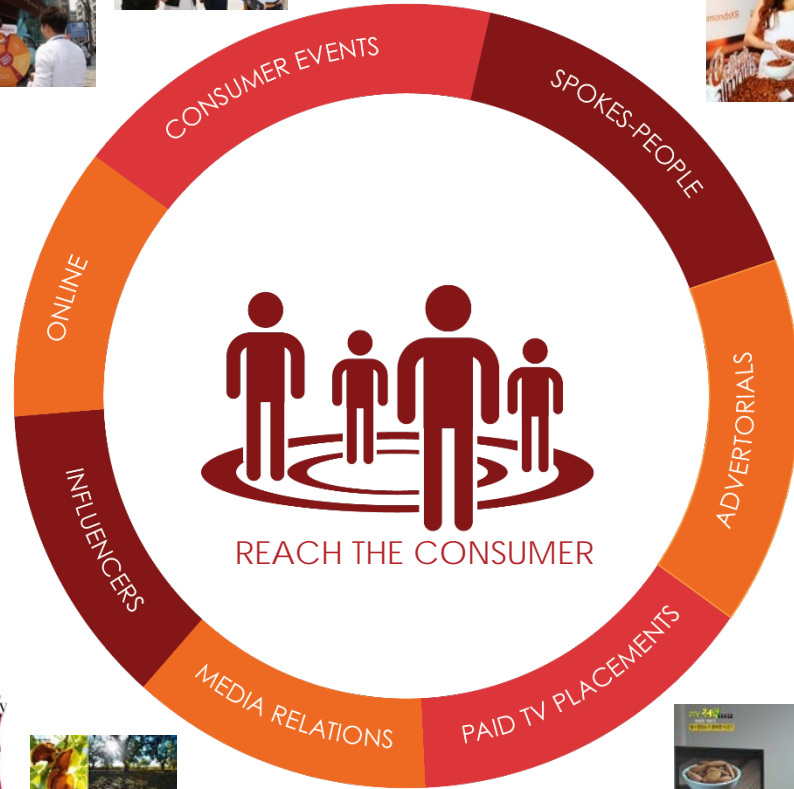 CONSUMER EVENTS
SPOKES-PEOPLE
ADVERTORIALS
PAID TV PLACEMENTS
MEDIA RELATIONS
INFLUENCERS
ONLINE
REACH THE CONSUMER